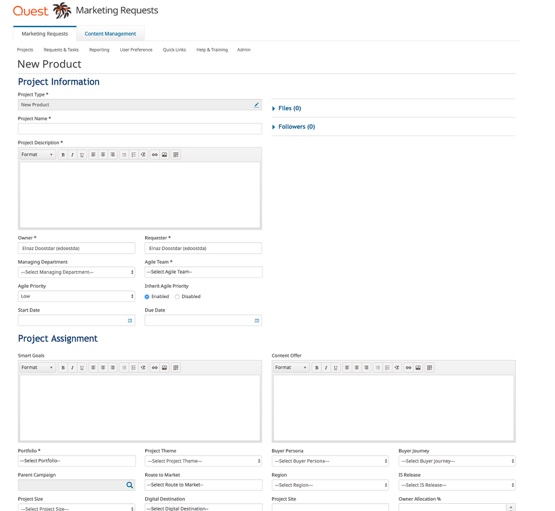 Quest Marketing Requests
Marketing Requests Content Management
Projects Requests & Tasks Reporting User Preference Quick Links Help & Training Admin
New Product
Project Information
Project Type *
New Product
Files (0)
Project Name *
Followers (0)
Project Description *
Format B I U
Owner * Requester *
Elnaz Doostdar (edoostda) Elnaz Doostdar (edoostda)
Managing Department Agile Team *
---Select Managing Department--- --Select Agile Team--
Agile Priority Inherit Agile Priority
Low Enabled Disabled
Start Date Due Date
Project Assignment
Smart Goals Content Offer
Format B I U Format B I U
Portfolio * Project Theme Buyer Persona Buyer Journey
--Select Portfolio-- ---Select Project Theme--- ---Select Buyer Persona--- ---Select Buyer Journey---
Parent Campaign Route to Market Region IS Release
--Select Route to Market-- ---Select Region--- ---Select IS Release---
Project Size Digital Destination Project Site Owner Allocation %
---Select Project Size--- --Select Digital Destination--